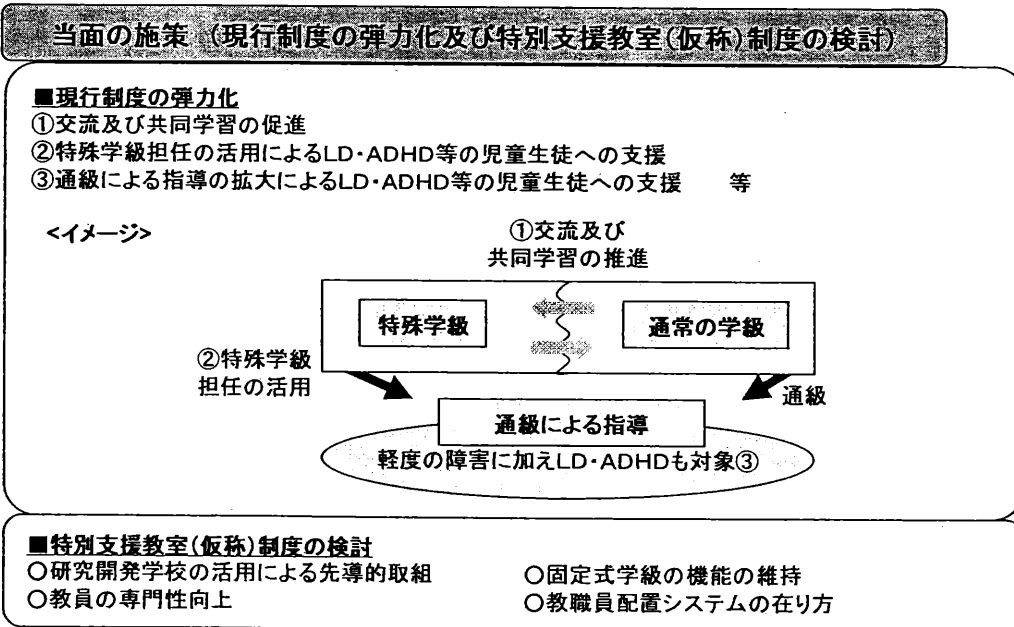 当面の施策（現行制度の弾力化及び特別支援教室(仮称)制度の検討）
■現行制度の弾力化
①交流及び共同学習の促進
②特殊学級担任の活用によるLD・ADHD等の児童生徒への支援
③通級による指導の拡大によるLD・ADHD等の児童生徒への支援　　等
<イメージ>
①交流及び
共同学習の推進
特殊学級
通常の学級
②特殊学級
担任の活用
通級
通級による指導
軽度の障害に加えLD・ADHDも対象③
■特別支援教室(仮称)制度の検討
○研究開発学校の活用による先導的取組
○固定式学級の機能の維持
○教員の専門性向上
○教職員配置システムの在り方